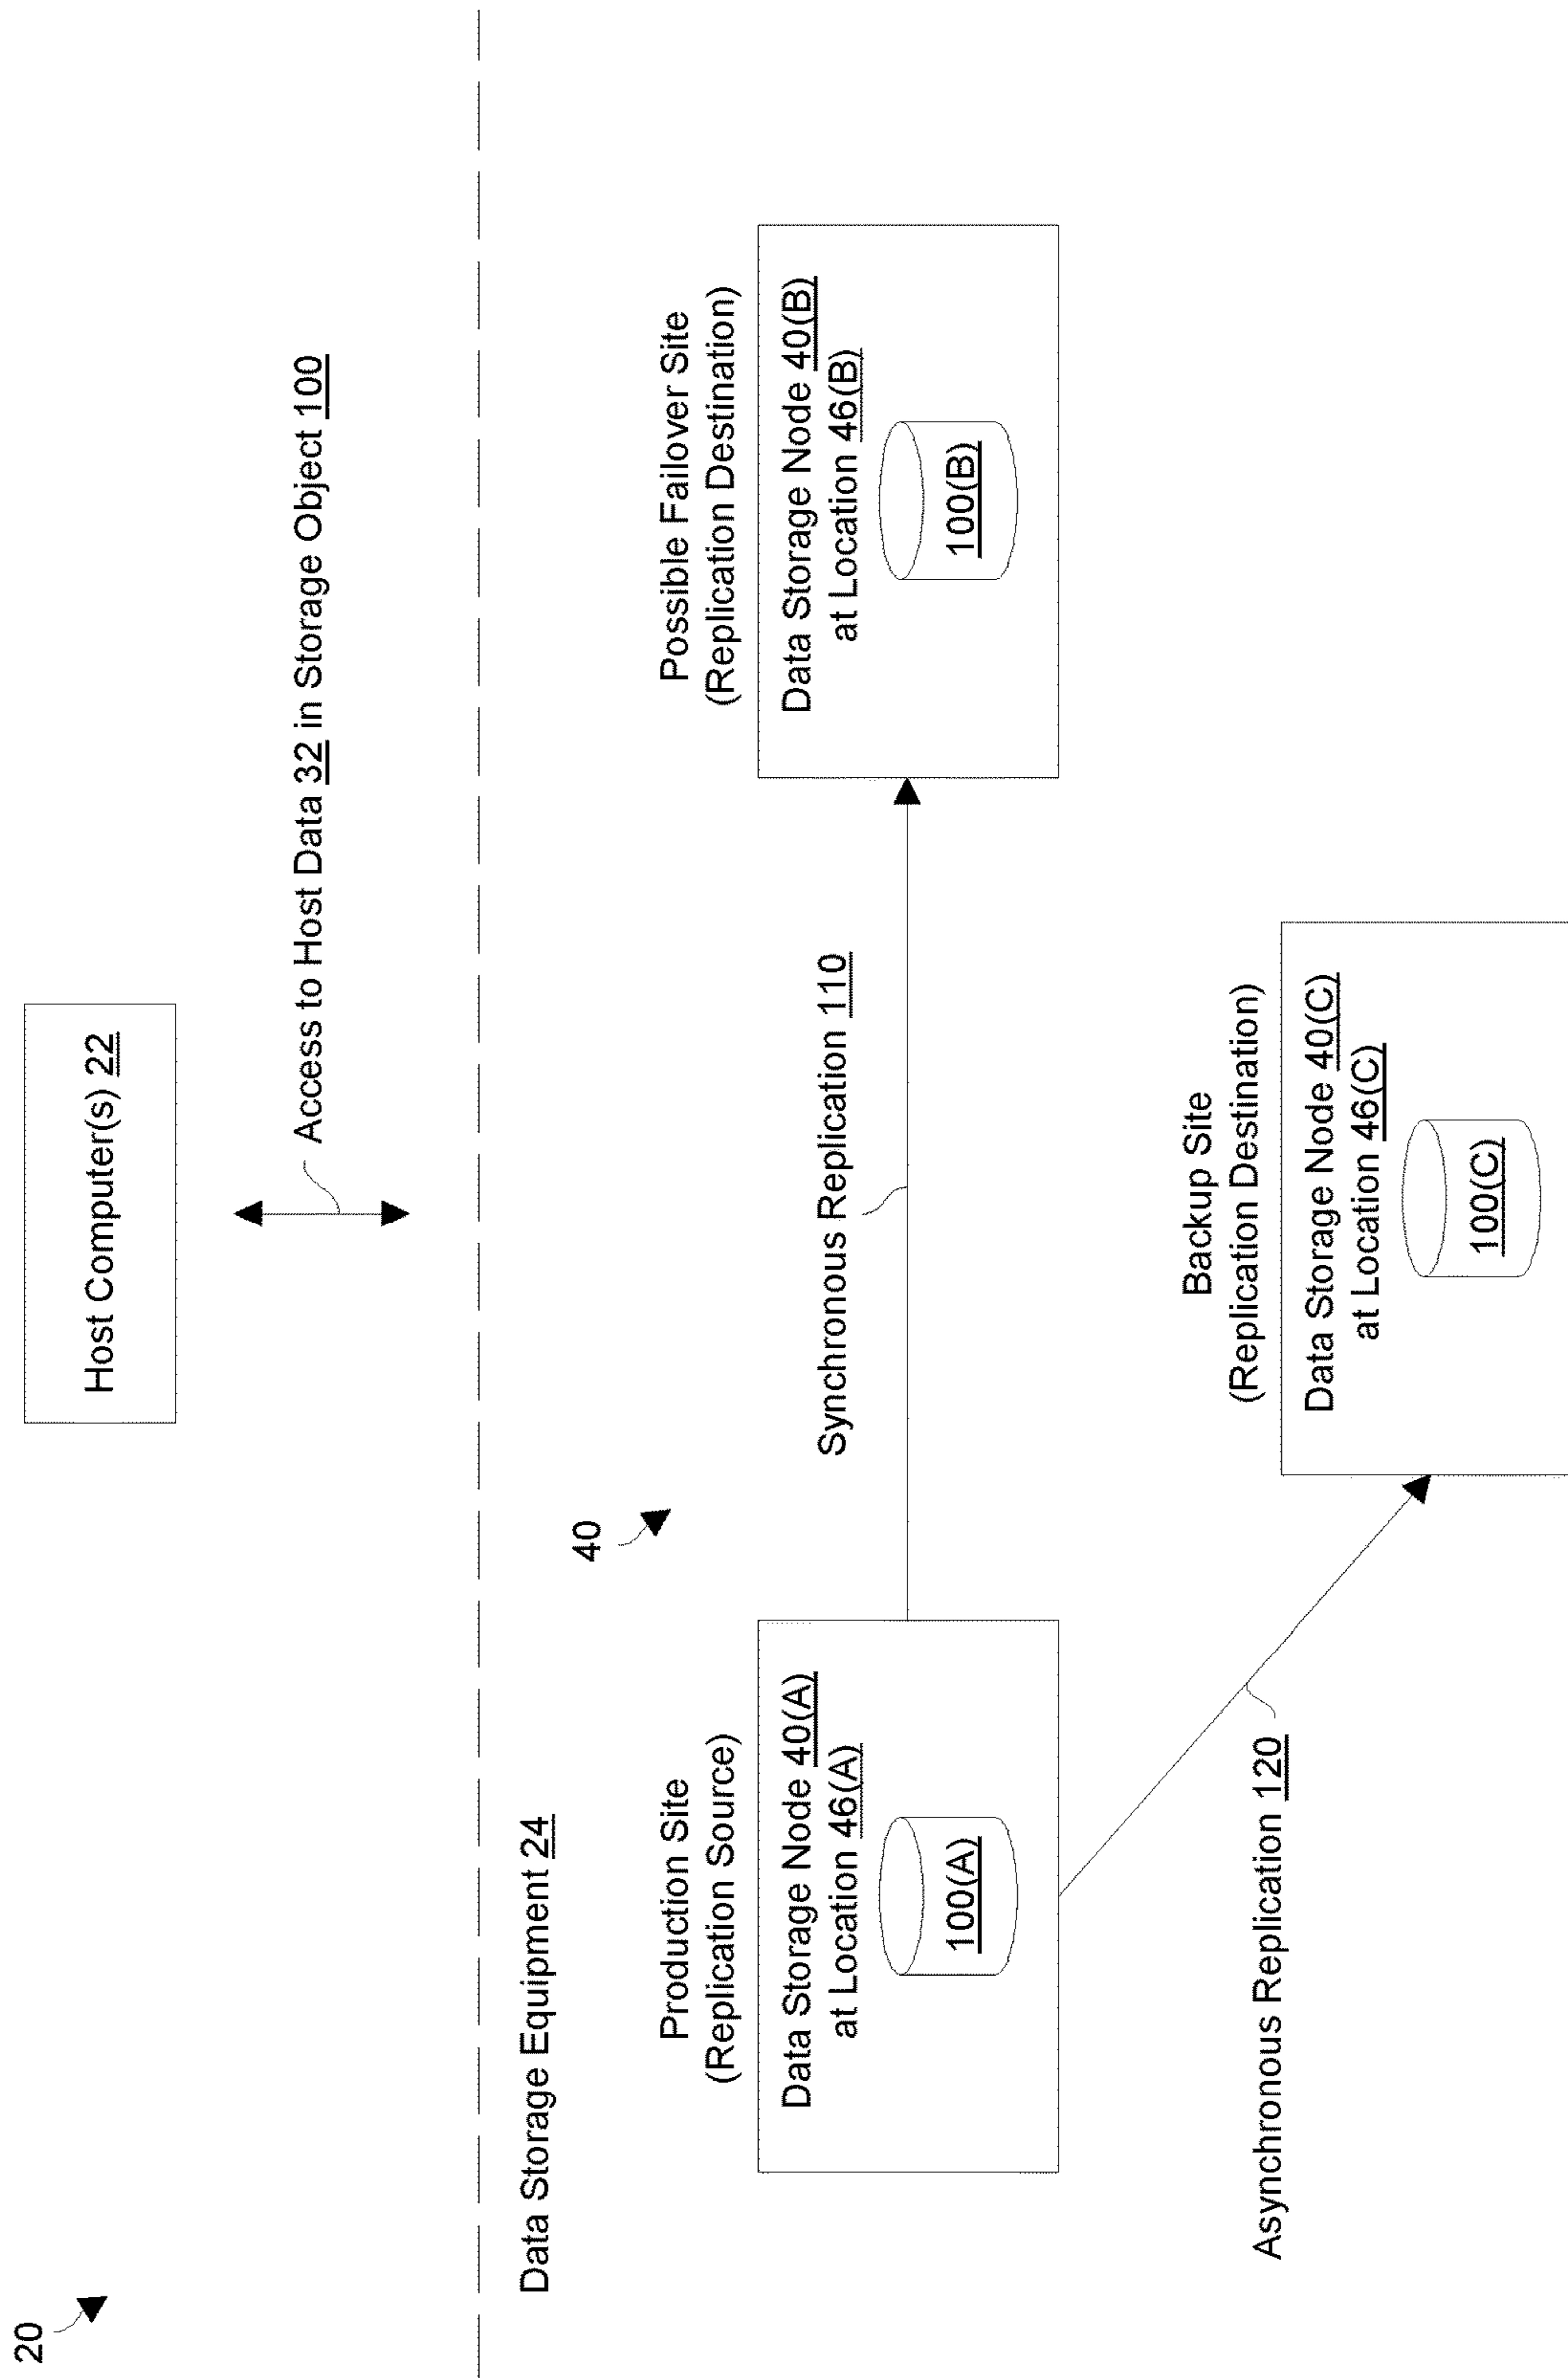 20
Host Computer(s) 22
Access to Host Data 32 in Storage Object 100
Data Storage Equipment 24
40
Production Site
(Replication Source)
Data Storage Node 40(A)
at Location 46(A)
100(A)
Synchronous Replication 110
Possible Failover Site
(Replication Destination)
Data Storage Node 40(B)
at Location 46(B)
100(B)
Asynchronous Replication 120
Backup Site
(Replication Destination)
Data Storage Node 40(C)
at Location 46(C)
100(C)